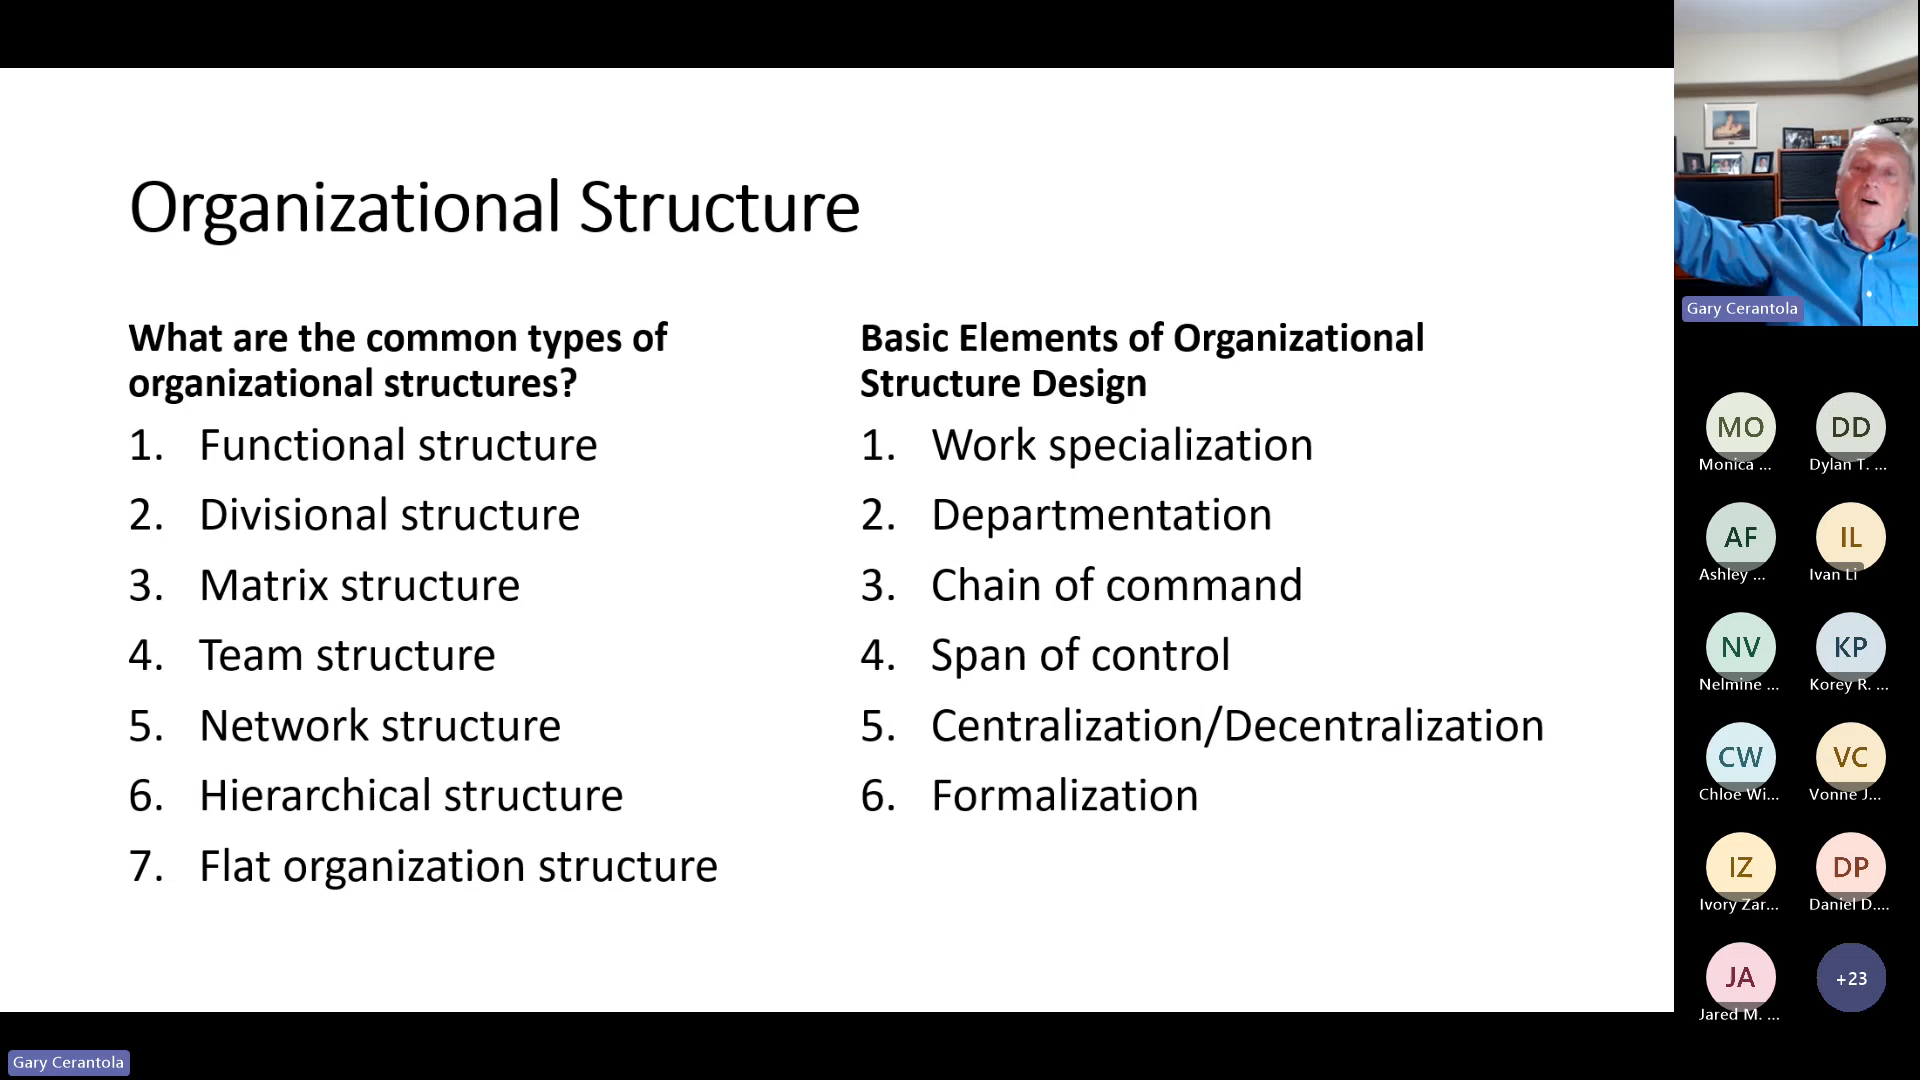 Organizational Structure
What are the common types of
organizational structures?
1. Functional structure
2. Divisional structure
3. Matrix structure
4. Team structure
5. Network structure
6. Hierarchical structure
7. Flat organization structure
Basic Elements of Organizational
Structure Design
1. Work specialization
2. Departmentation
3. Chain of command
4. Span of control
5. Centralization/Decentralization
6. Formalization
Gary Cerantola
MO
Monica ...
DD
Dylan T. ...
AF
Ashley ...
IL
Ivan Li
NV
Nelmine ...
KP
Korey R. ...
CW
Chloe Wi...
VC
Vonne J...
IZ
Ivory Zar...
DP
Daniel D....
JA
Jared M. ...
+23
Gary Cerantola